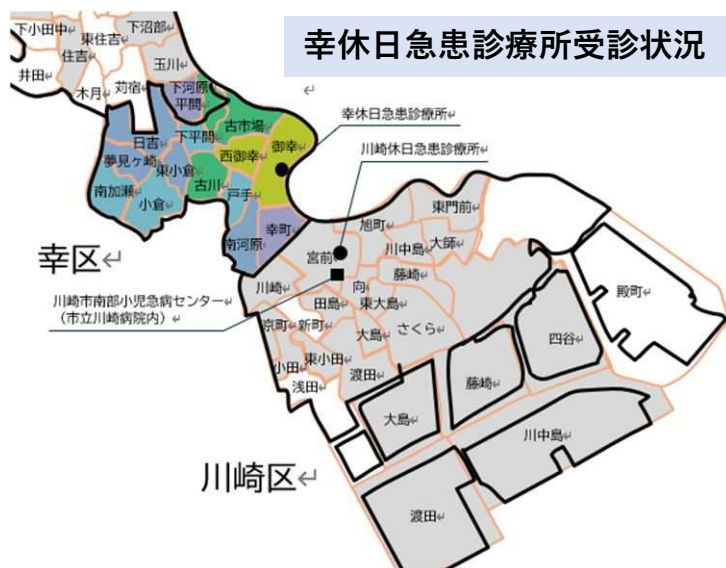 幸休日急患診療所受診状況
下小田中
東住吉
下沼部
住吉
井田
玉川
木月
苅宿
下河原
平間
幸休日急患診療所
古市場
下平間
日吉
御幸
川崎休日急患診療所
西御幸
夢見ヶ崎
東小倉
古川
戸手
南加瀬
小倉
東門前
旭町
幸町
南河原
川中島
大師
宮前
幸区
藤崎
殿町
川崎
向
川崎市南部小児急病センター
(市立川崎病院内)
田島
東大島
京町
新町
大島
さくら
四谷
東小田
小田
渡田
浅田
藤崎
大島
川中島
川崎区
渡田